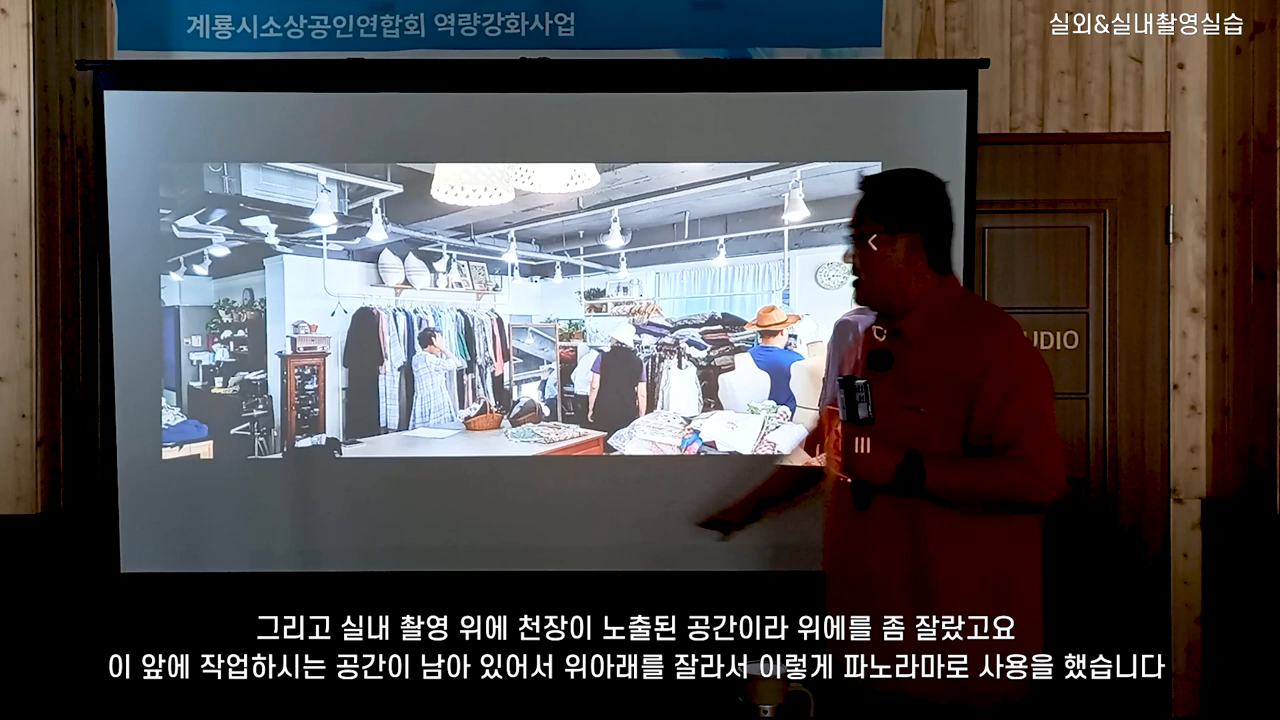 계룡시소상공인연합회 역량강화사업
실외&실내촬영실습
UDIO
그리고 실내 촬영 위에 천장이 노출된 공간이라 위에를 좀 잘랐고요
이 앞에 작업하시는 공간이 남아 있어서 위아래를 잘라서 이렇게 파노라마로 사용을 했습니다